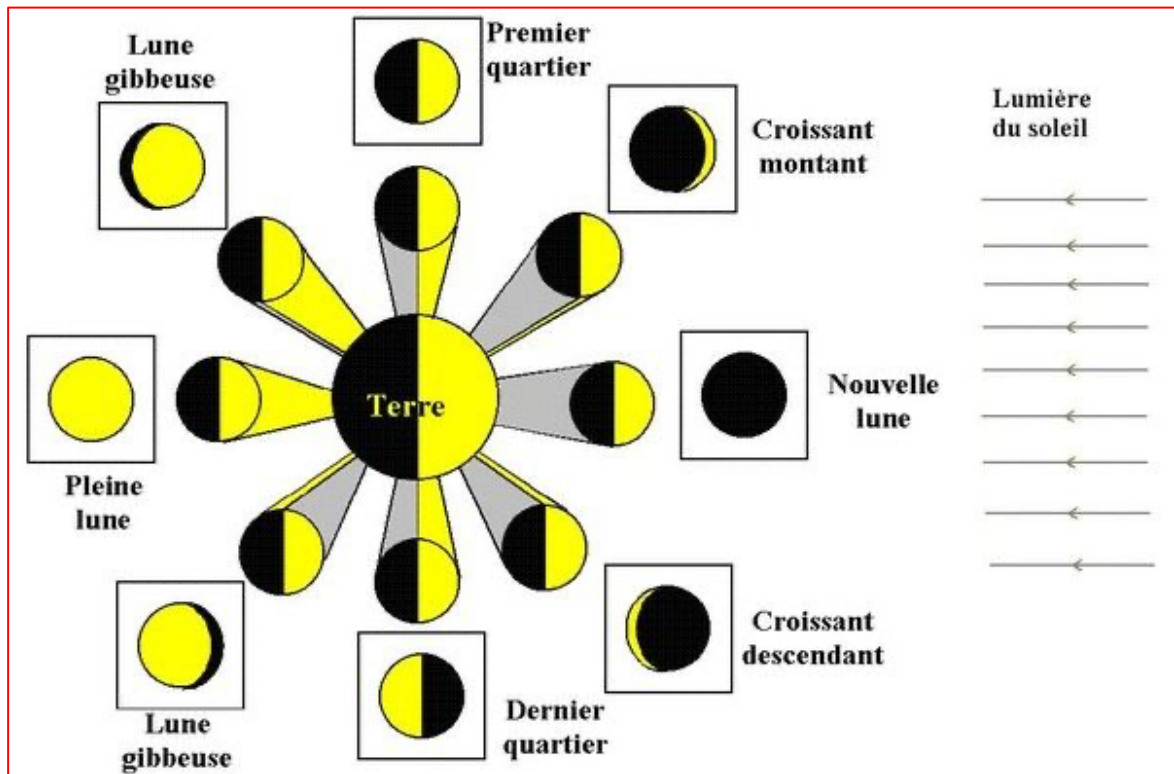 Lune
gibbeuse
Premier
quartier
Croissant
montant
Lumière
du soleil
Terre
Nouvelle
lune
Pleine
lune
Croissant
descendant
Lune
gibbeuse
Dernier
quartier